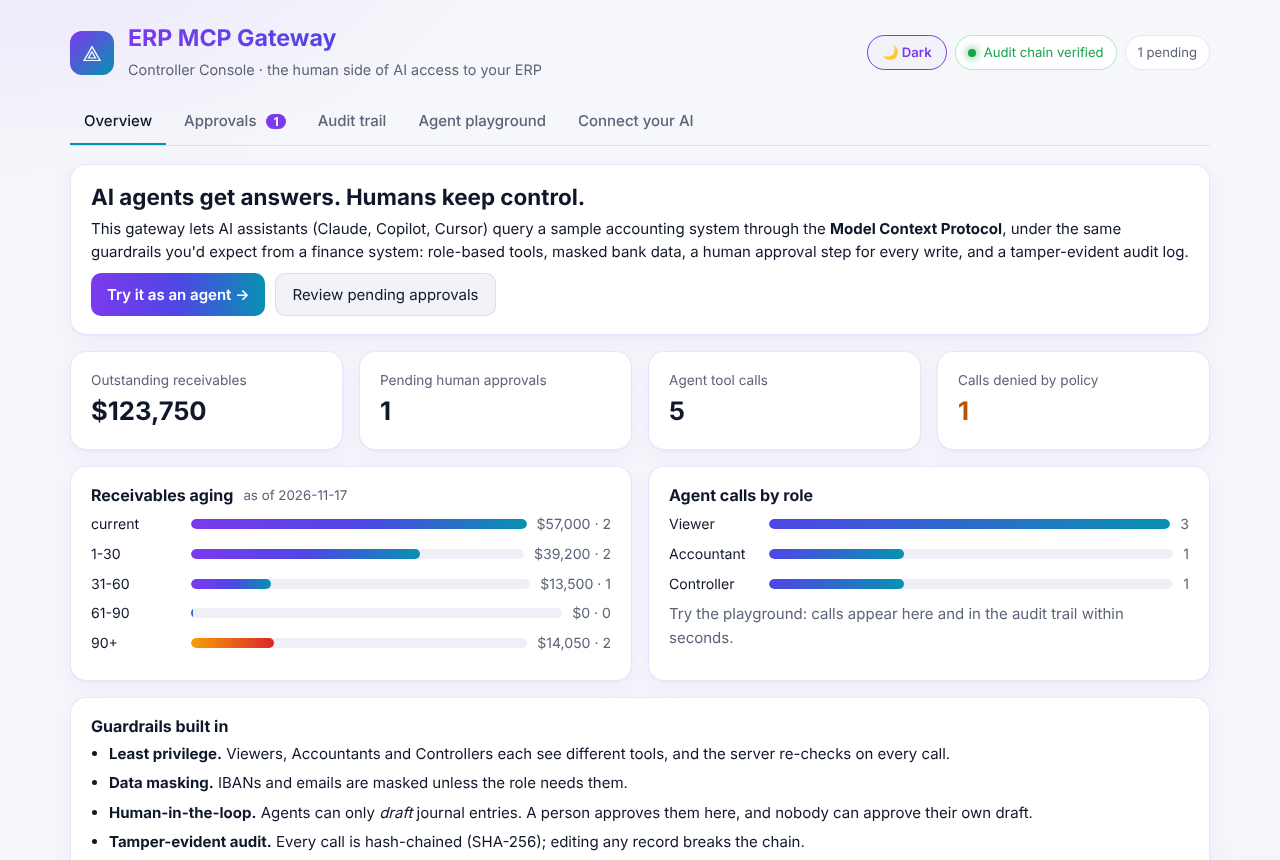 ERP MCP Gateway
Controller Console · the human side of AI access to your ERP
🌙 Dark
Audit chain verified
1 pending
Overview
Approvals 1
Audit trail
Agent playground
Connect your AI
AI agents get answers. Humans keep control.
This gateway lets AI assistants (Claude, Copilot, Cursor) query a sample accounting system through the Model Context Protocol, under the same
guardrails you'd expect from a finance system: role-based tools, masked bank data, a human approval step for every write, and a tamper-evident audit log.
Try it as an agent →
Review pending approvals
Outstanding receivables
$123,750
Pending human approvals
1
Agent tool calls
5
Calls denied by policy
1
Receivables aging as of 2026-11-17
current $57,000 · 2
1-30 $39,200 · 2
31-60 $13,500 · 1
61-90 $0 · 0
90+ $14,050 · 2
Agent calls by role
Viewer 3
Accountant 1
Controller 1
Try the playground: calls appear here and in the audit trail within
seconds.
Guardrails built in
• Least privilege. Viewers, Accountants and Controllers each see different tools, and the server re-checks on every call.
• Data masking. IBANs and emails are masked unless the role needs them.
• Human-in-the-loop. Agents can only draft journal entries. A person approves them here, and nobody can approve their own draft.
• Tamper-evident audit. Every call is hash-chained (SHA-256); editing any record breaks the chain.